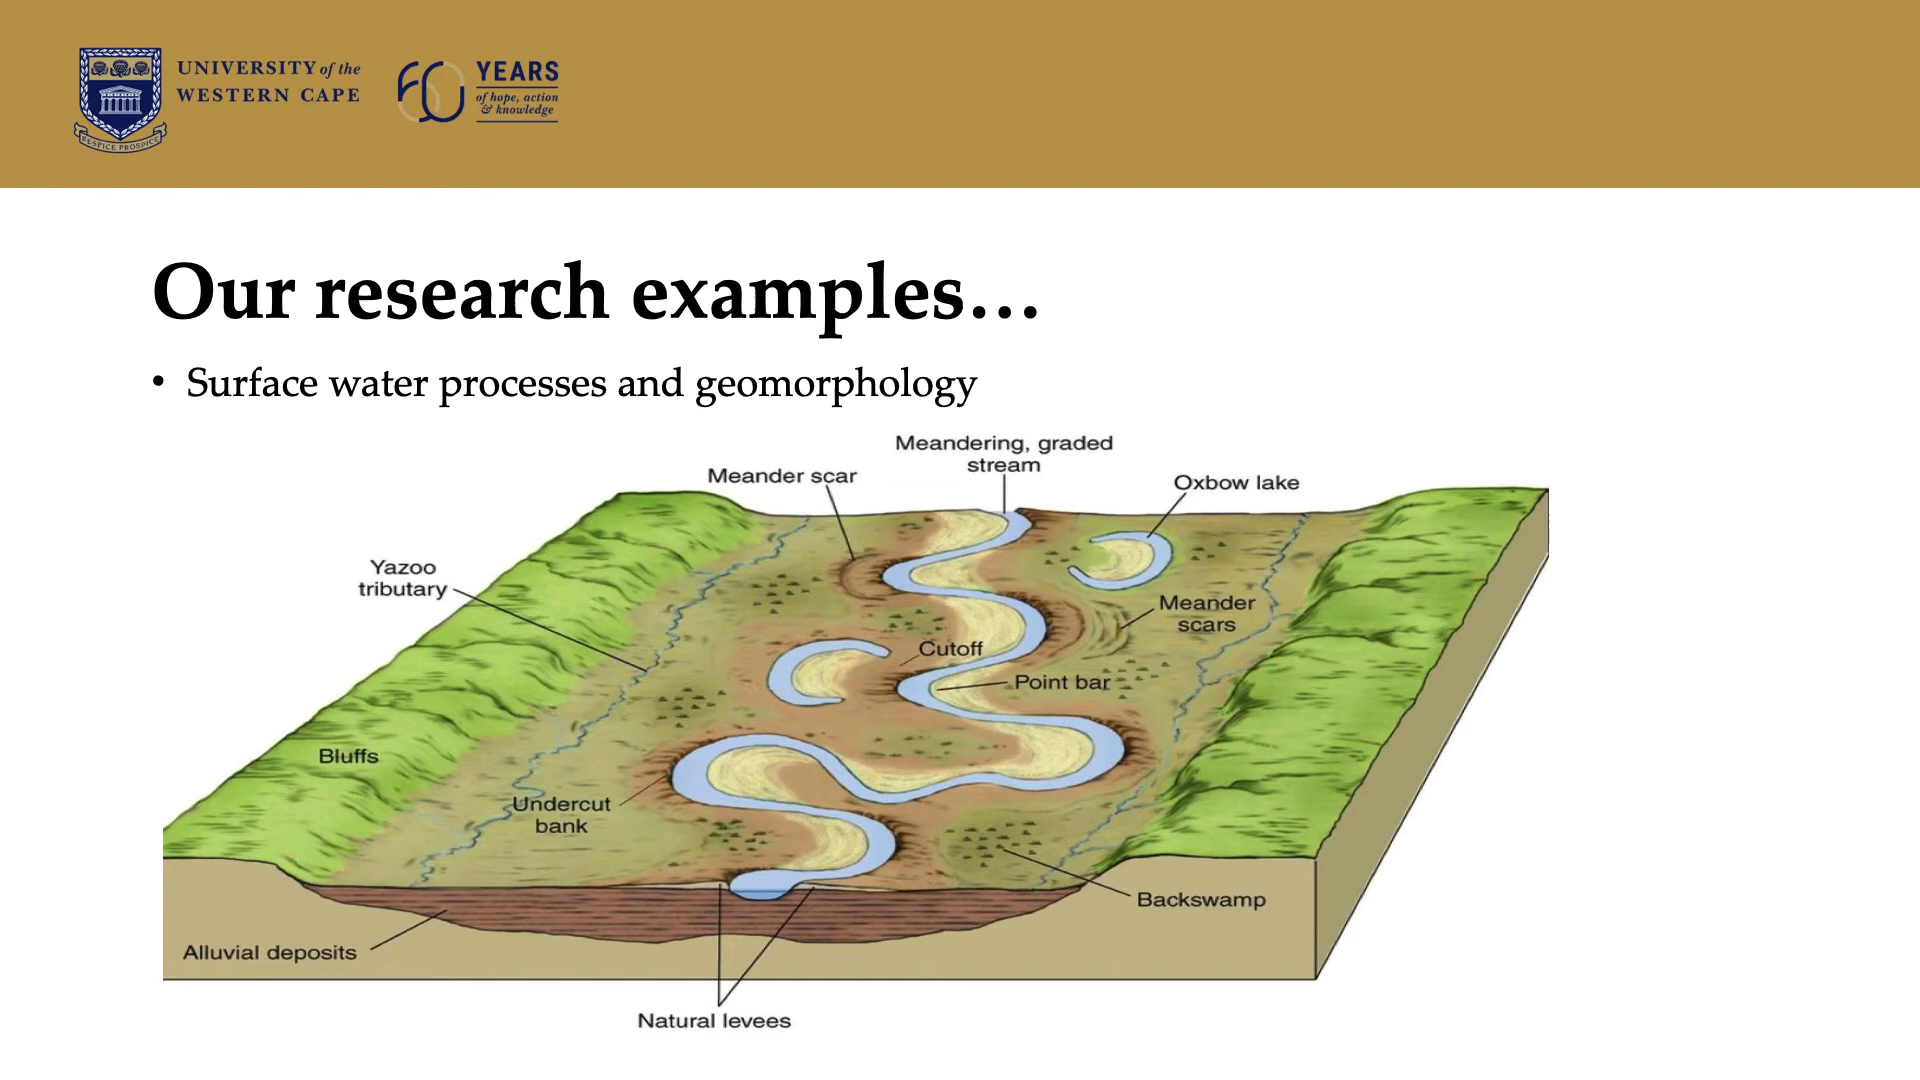 UNIVERSITY of the
WESTERN CAPE
RESPICE PROSPICE
60
YEARS
of hope, action
& knowledge
Our research examples…
• Surface water processes and geomorphology
Meandering, graded
stream
Meander scar
Oxbow lake
Yazoo
tributary
Meander
scars
Cutoff
Point bar
Bluffs
Undercut
bank
Backswamp
Alluvial deposits
Natural levees